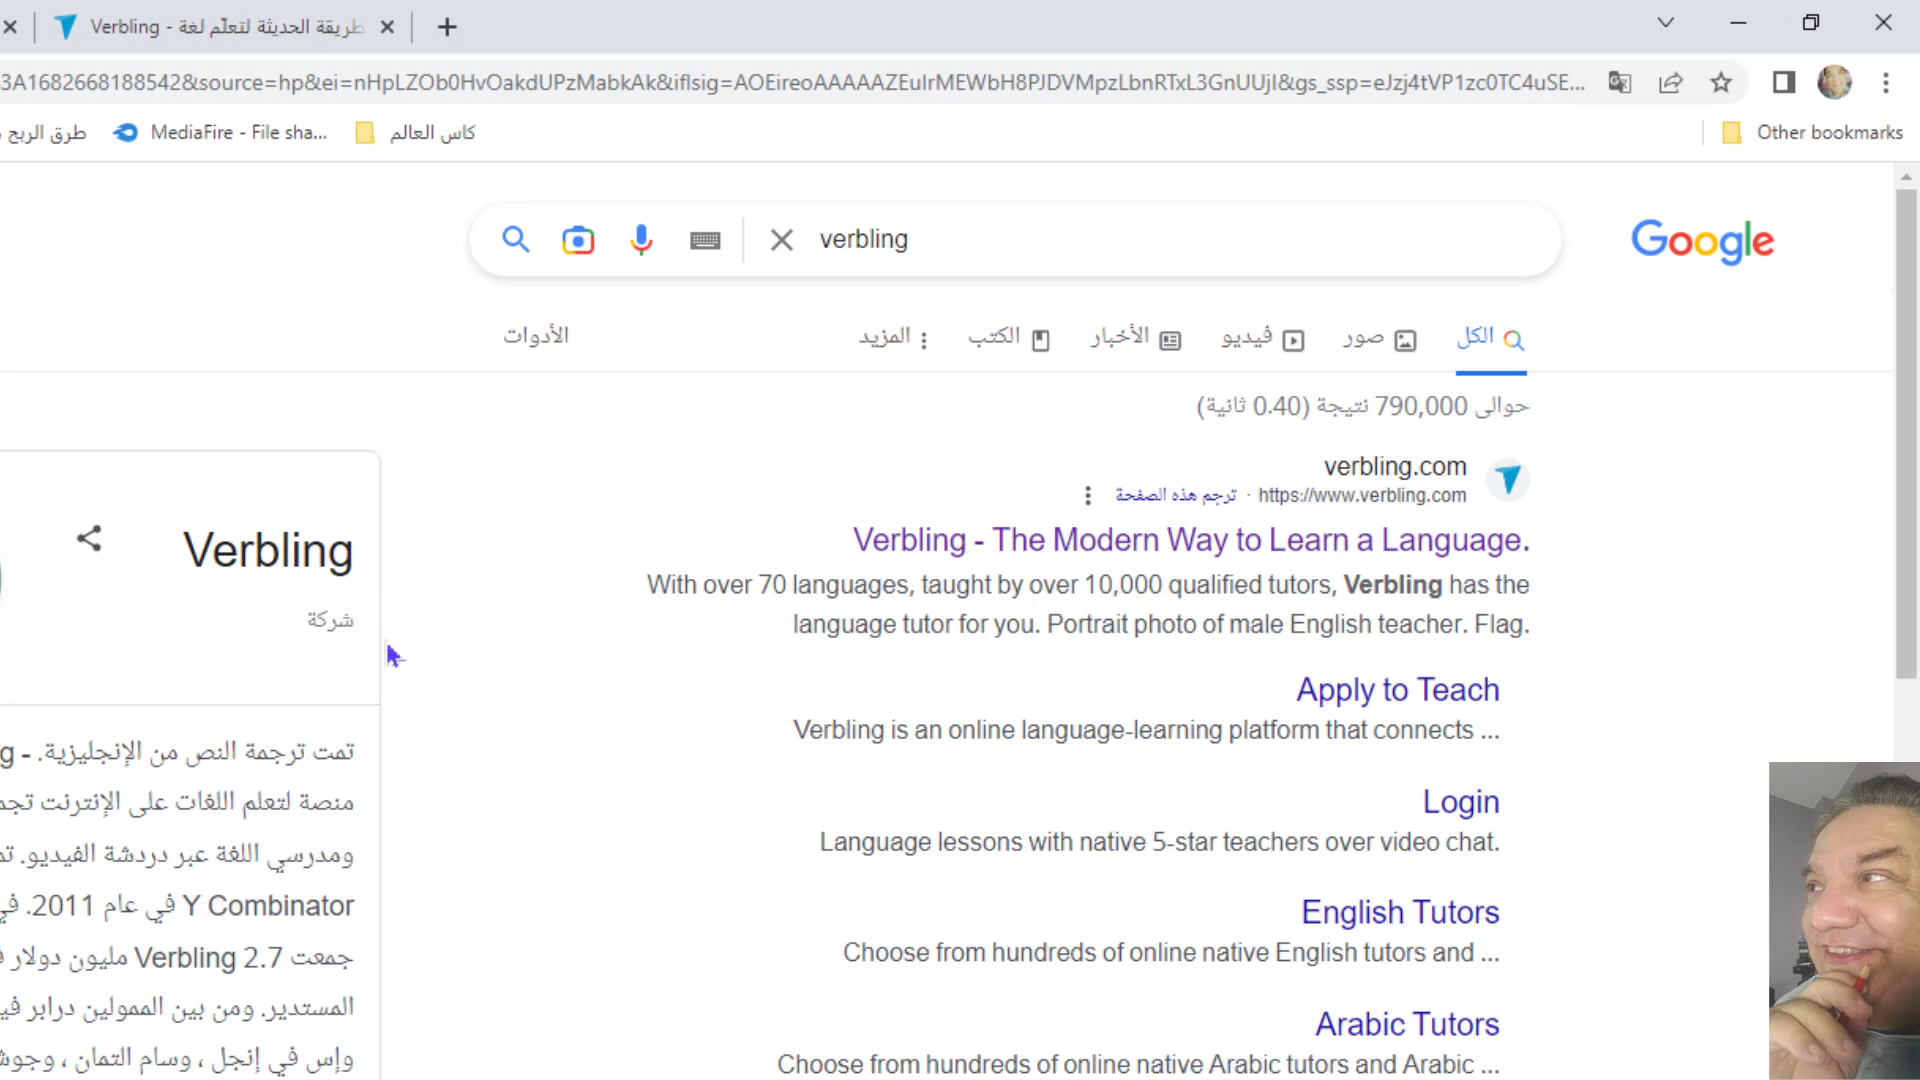 Verbling - طريقة الحديثة لتعلّم لغة
3A1682668188542&source=hp&ei=nHpLZOb0HvOakdUPzMabkAk&iflsig=AOEireoAAAAAZEuIrMEWbH8PJDVMpzLbnRTxL3GnUUjI&gs_ssp=eJzj4tVP1zc0TC4uSE...
طرق الربح
MediaFire - File sha...
كاس العالم
Other bookmarks
verbling
Google
الكل
صور
فيديو
الأخبار
الكتب
المزيد
الأدوات
حوالى 790,000 نتيجة (0.40 ثانية)
verbling.com
https://www.verbling.com · ترجم هذه الصفحة
Verbling - The Modern Way to Learn a Language.
With over 70 languages, taught by over 10,000 qualified tutors, Verbling has the
language tutor for you. Portrait photo of male English teacher. Flag.
Apply to Teach
Verbling is an online language-learning platform that connects ...
Login
Language lessons with native 5-star teachers over video chat.
English Tutors
Choose from hundreds of online native English tutors and ...
Arabic Tutors
Choose from hundreds of online native Arabic tutors and Arabic ...
Verbling
شركة
تمت ترجمة النص من الإنجليزية. -
منصة لتعلم اللغات على الإنترنت
ومدرسي اللغة عبر دردشة الفيديو.
Y Combinator في عام 2011.
جمعت Verbling 2.7 مليون دولار
المستدير. ومن بين الممولين درابر
وإس في إنجل ، وسام التمان ،